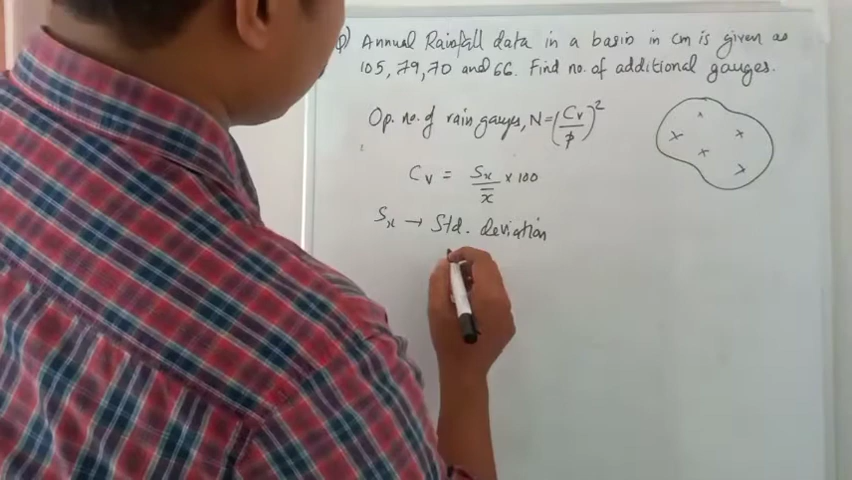 Q) Annual Rainfall data in a basin in cm is given as
105, 79, 70 and 66. Find no. of additional gauges.
Op. no. of rain gauges, N = (Cv/p)^2
Cv = Sx/x̄ × 100
Sx → Std. deviation